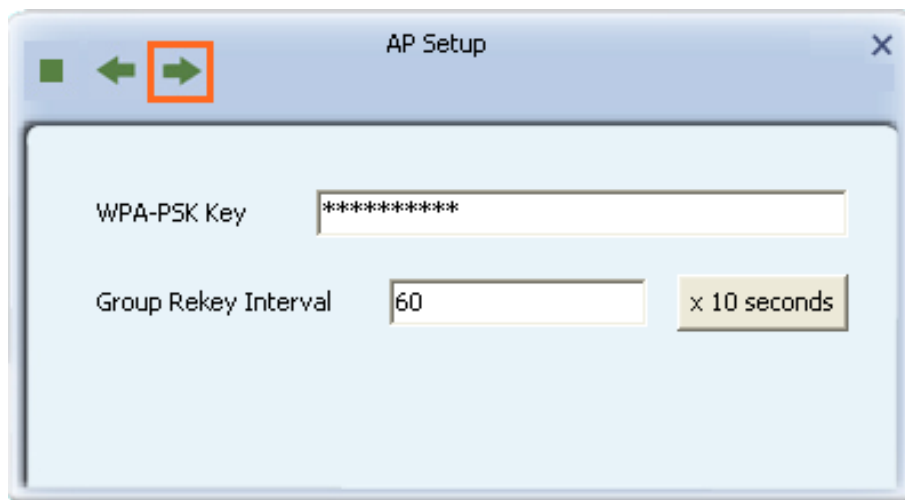 AP Setup
WPA-PSK Key **********
Group Rekey Interval 60 x 10 seconds